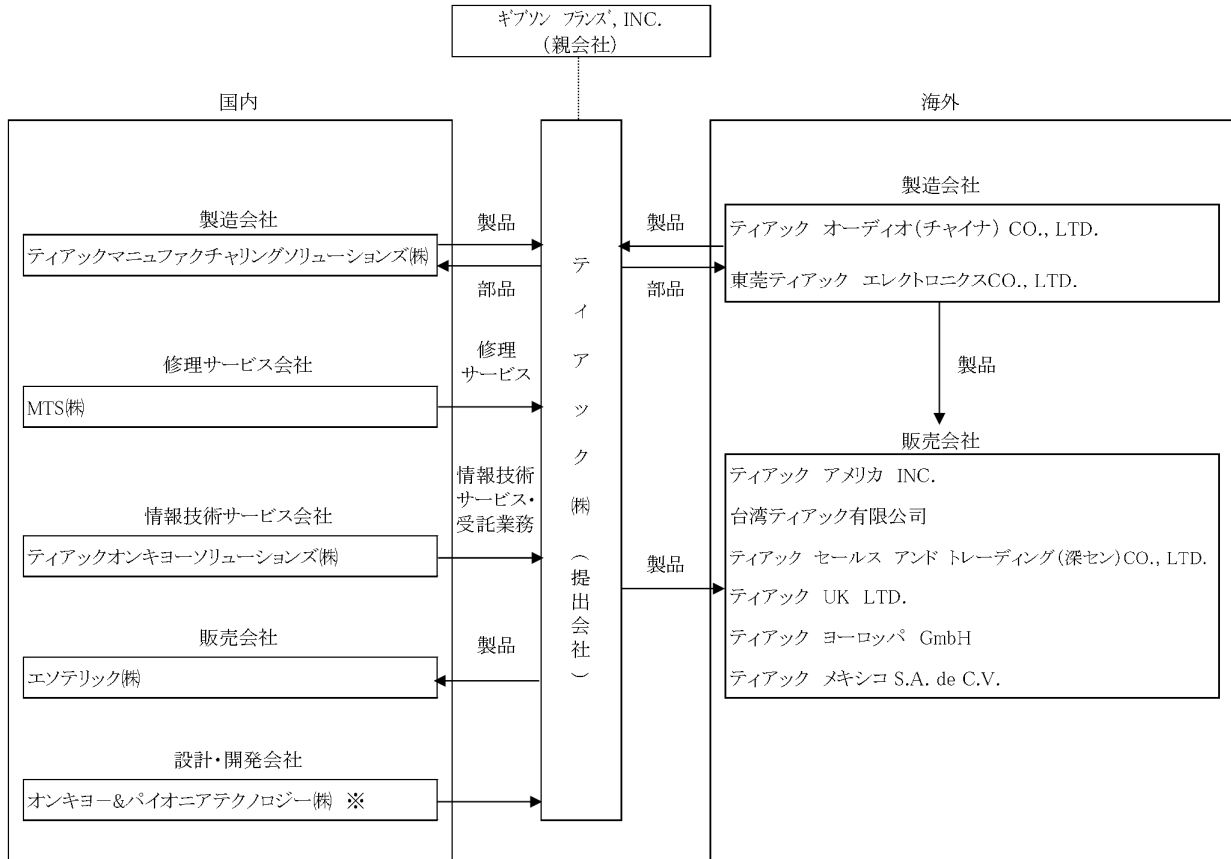 ギブソン ブランズ, INC.
(親会社)
国内
海外
製造会社
ティアックマニュファクチャリングソリューションズ㈱
製品
部品
修理サービス会社
MTS㈱
修理
サービス
情報技術サービス会社
ティアックオンキヨーソリューションズ㈱
情報技術
サービス・
受託業務
販売会社
エソテリック㈱
製品
設計・開発会社
オンキヨー&パイオニアテクノロジー㈱ ※
ティアック㈱(提出会社)
製品
部品
製造会社
ティアック オーディオ(チャイナ) CO., LTD.
東莞ティアック エレクトロニクスCO., LTD.
製品
販売会社
製品
ティアック アメリカ INC.
台湾ティアック有限公司
ティアック セールス アンド トレーディング(深セン)CO., LTD.
ティアック UK LTD.
ティアック ヨーロッパ GmbH
ティアック メキシコ S.A. de C.V.